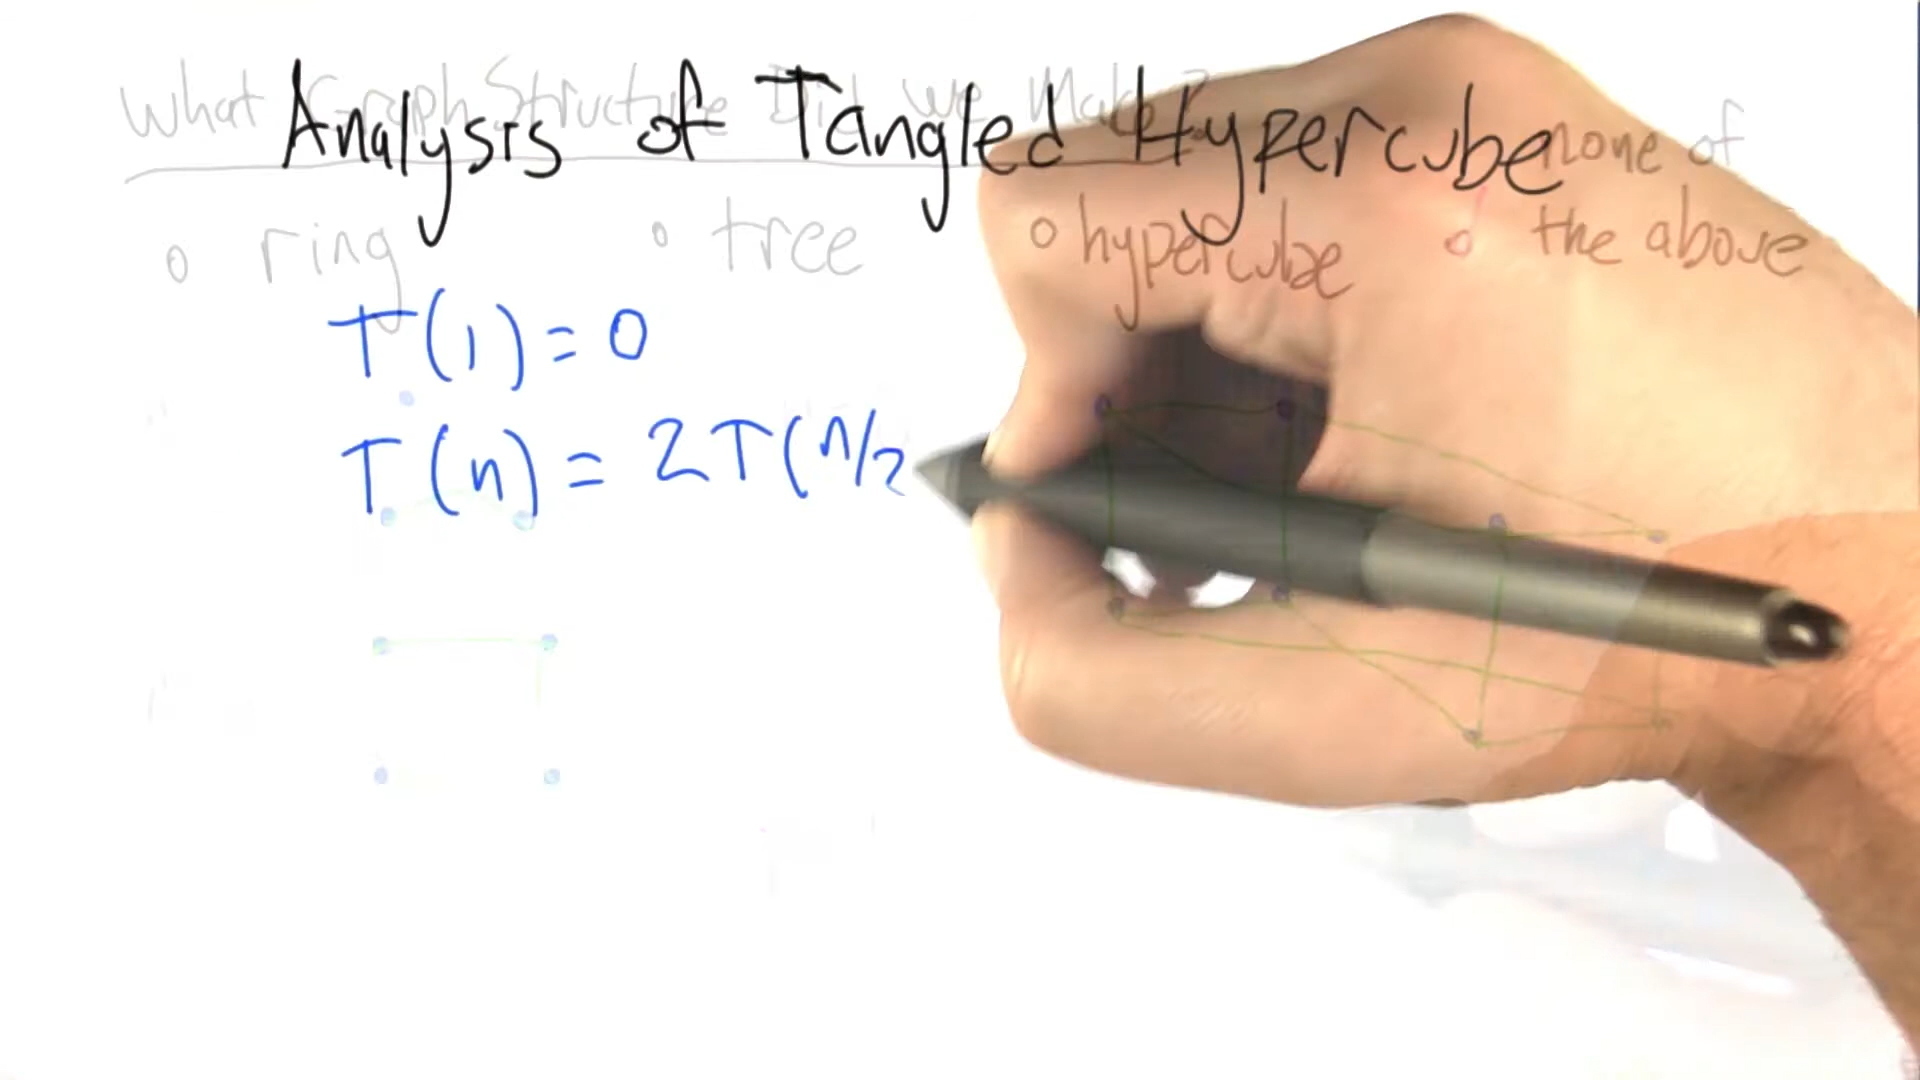 What Graph Structure Did We Make?
Analysis of Tangled Hypercube
none of
the above
ring
tree
hypercube
T(1) = 0
T(n) = 2T(n/2